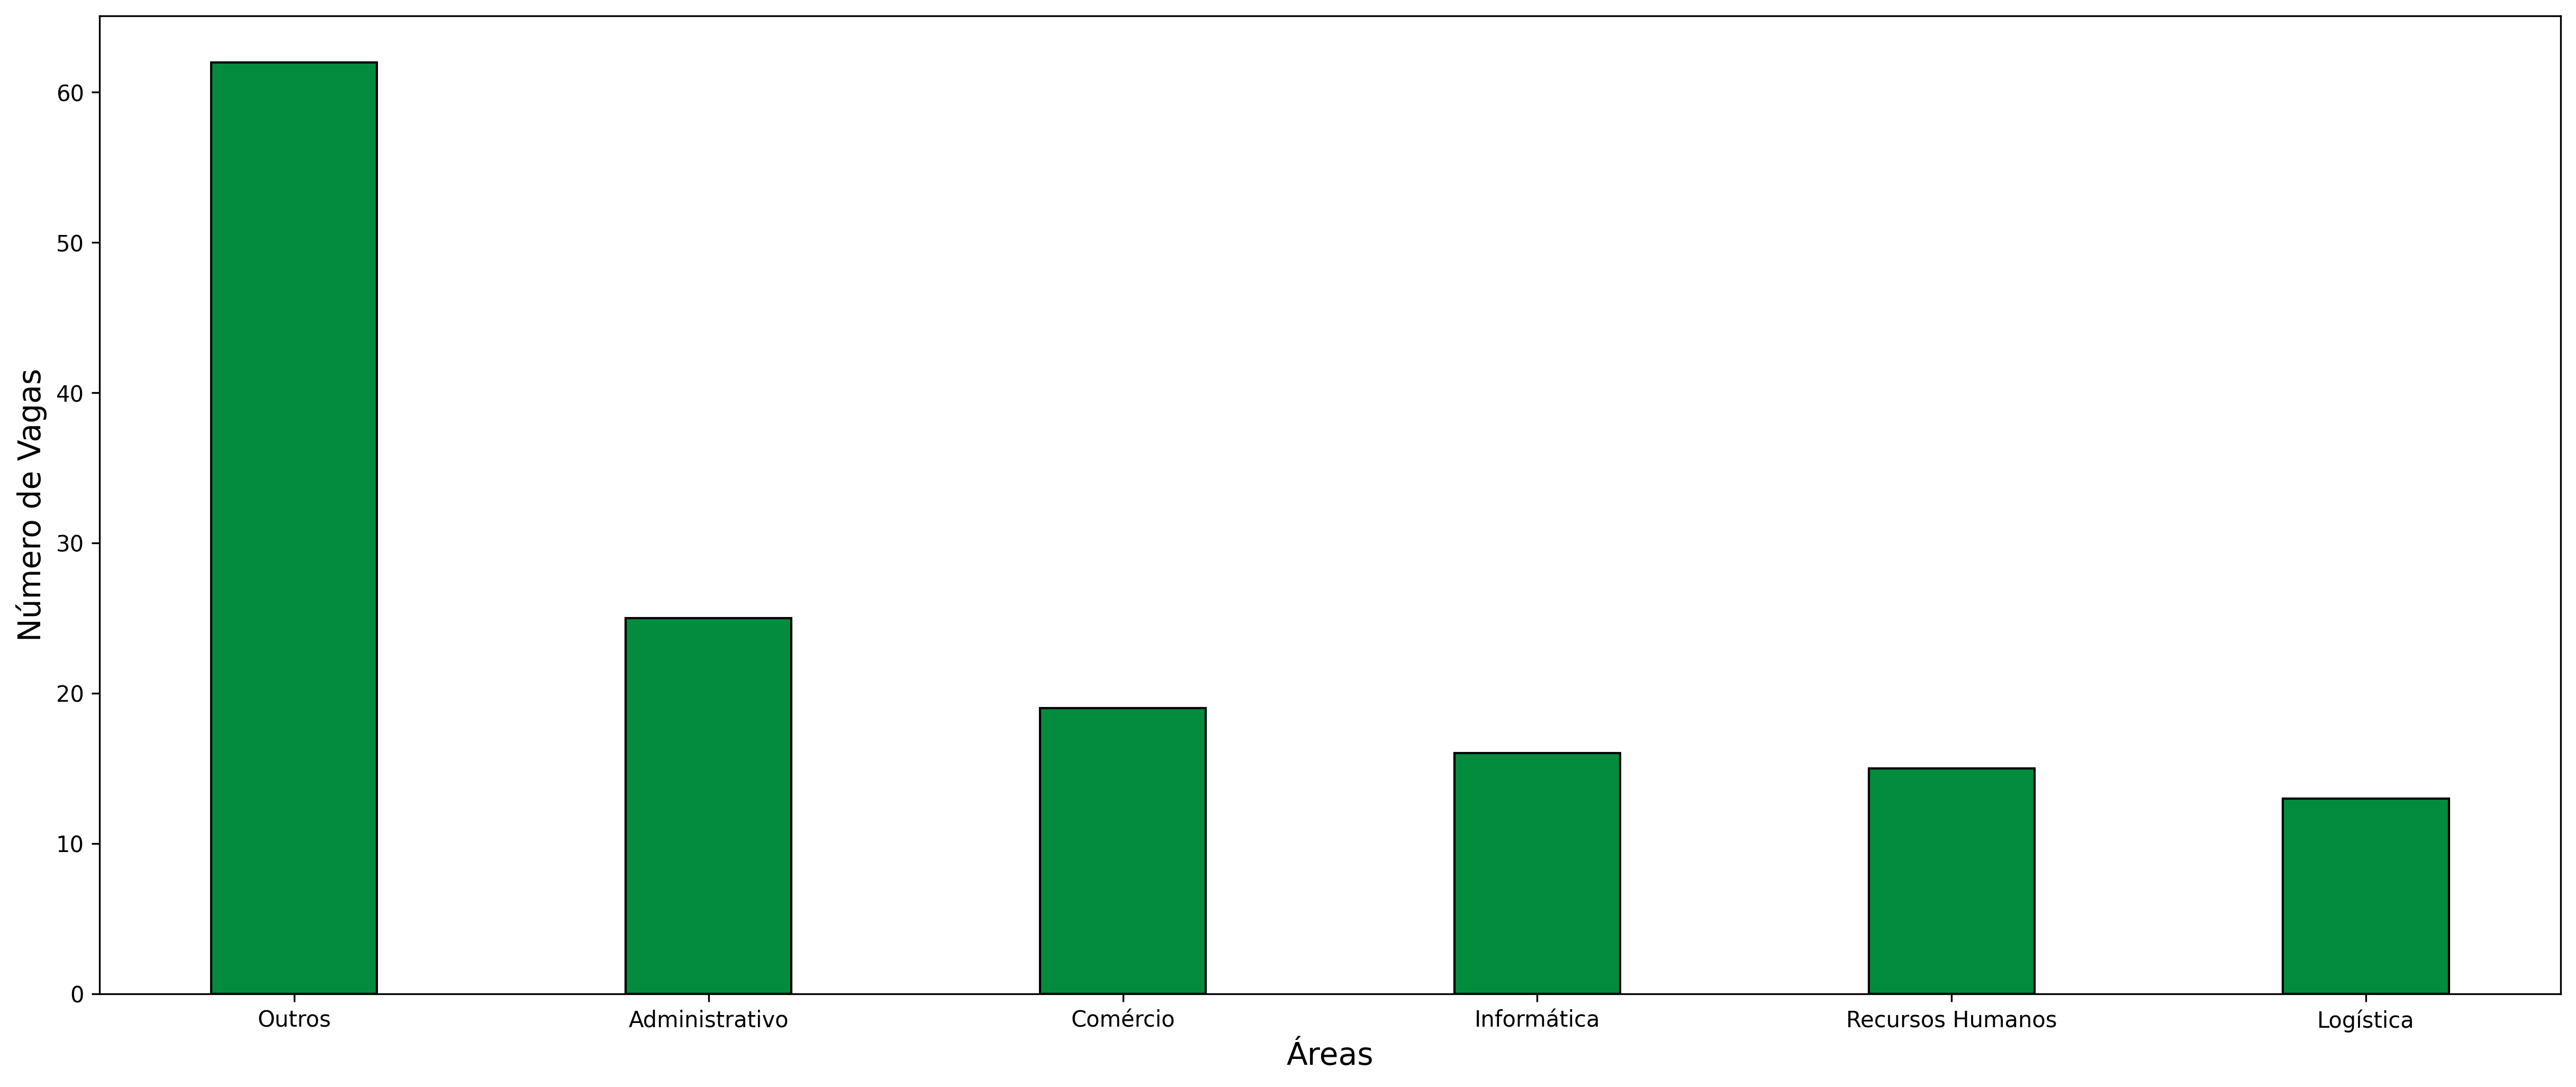 Número de Vagas
60
50
40
30
20
10
0
Outros Administrativo Comércio Informática Recursos Humanos Logística
Áreas